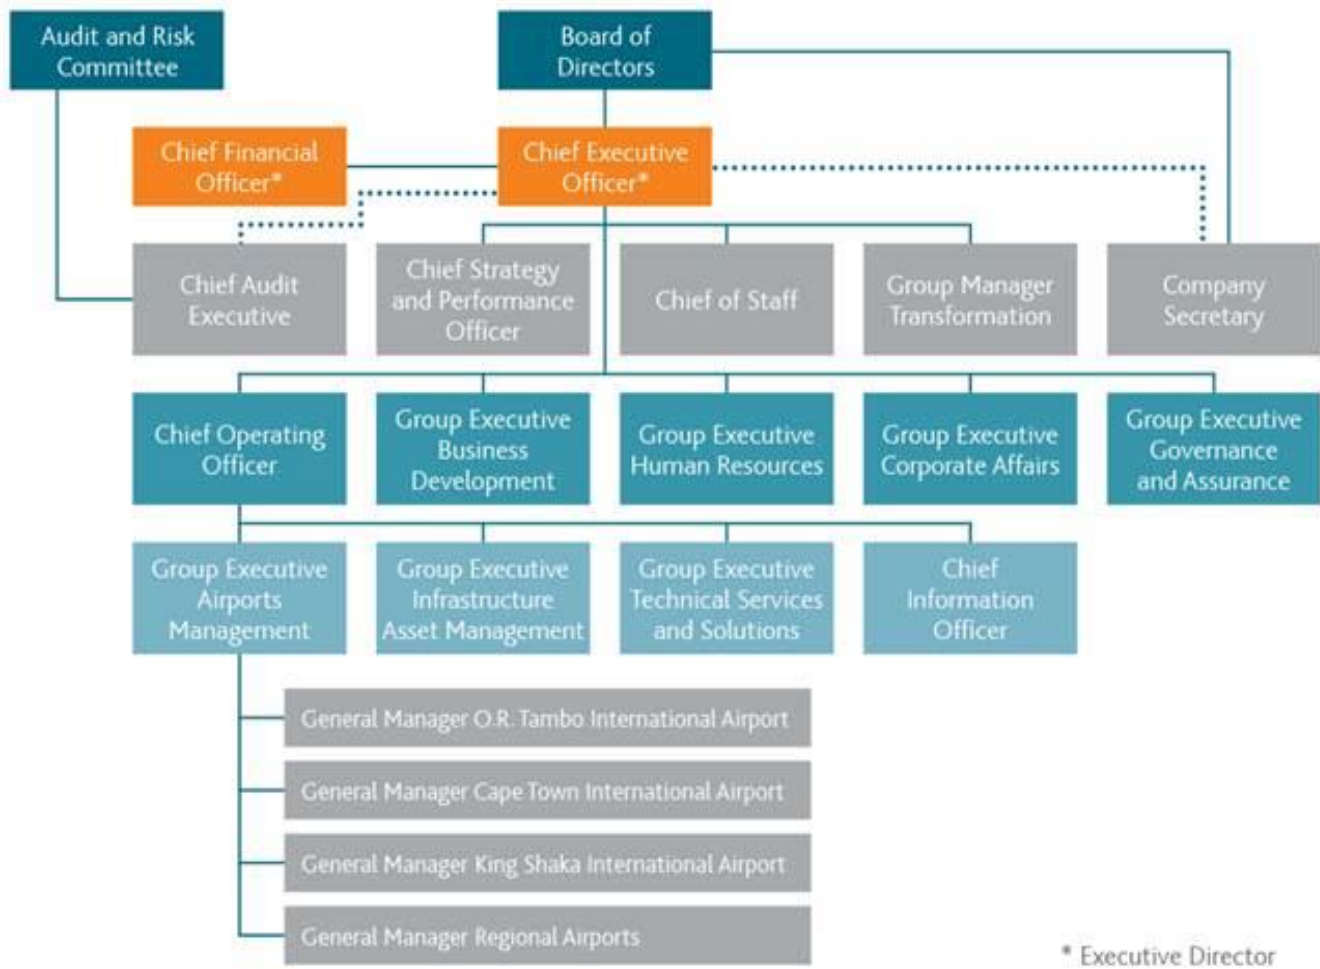 Audit and Risk
Committee
Board of
Directors
Chief Financial
Officer*
Chief Executive
Officer*
Chief Audit
Executive
Chief Strategy
and Performance
Officer
Chief of Staff
Group Manager
Transformation
Company
Secretary
Chief Operating
Officer
Group Executive
Business
Development
Group Executive
Human Resources
Group Executive
Corporate Affairs
Group Executive
Governance
and Assurance
Group Executive
Airports
Management
Group Executive
Infrastructure
Asset Management
Group Executive
Technical Services
and Solutions
Chief
Information
Officer
General Manager O.R. Tambo International Airport
General Manager Cape Town International Airport
General Manager King Shaka International Airport
General Manager Regional Airports
* Executive Director